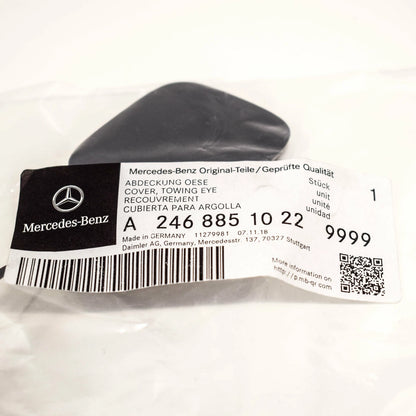 Mercedes-Benz
Mercedes-Benz Original-Teile/Geprüfte Qualität
ABDECKUNG OESE
COVER, TOWING EYE
RECOUVREMENT
CUBIERTA PARA ARGOLLA
Stück
unit
unité
unidad
1
A 246 885 10 22 9999
Made in GERMANY 11279981 07.11.18
Daimler AG, Germany, Mercedesstr. 137, 70327 Stuttgart
More information on
http://p.mb-qr.com